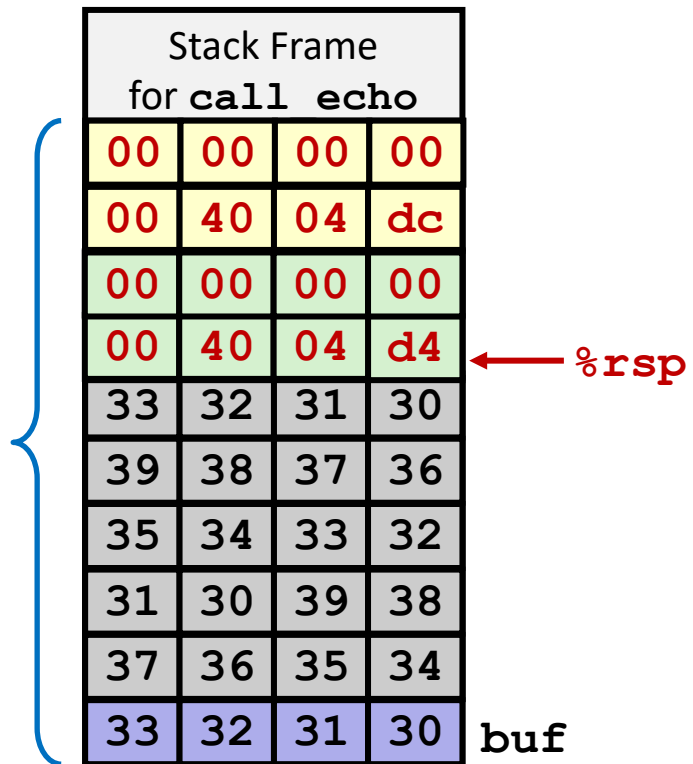 Stack Frame
for call echo
00 00 00 00
00 40 04 dc
00 00 00 00
00 40 04 d4
%rsp
33 32 31 30
39 38 37 36
35 34 33 32
31 30 39 38
37 36 35 34
33 32 31 30 buf